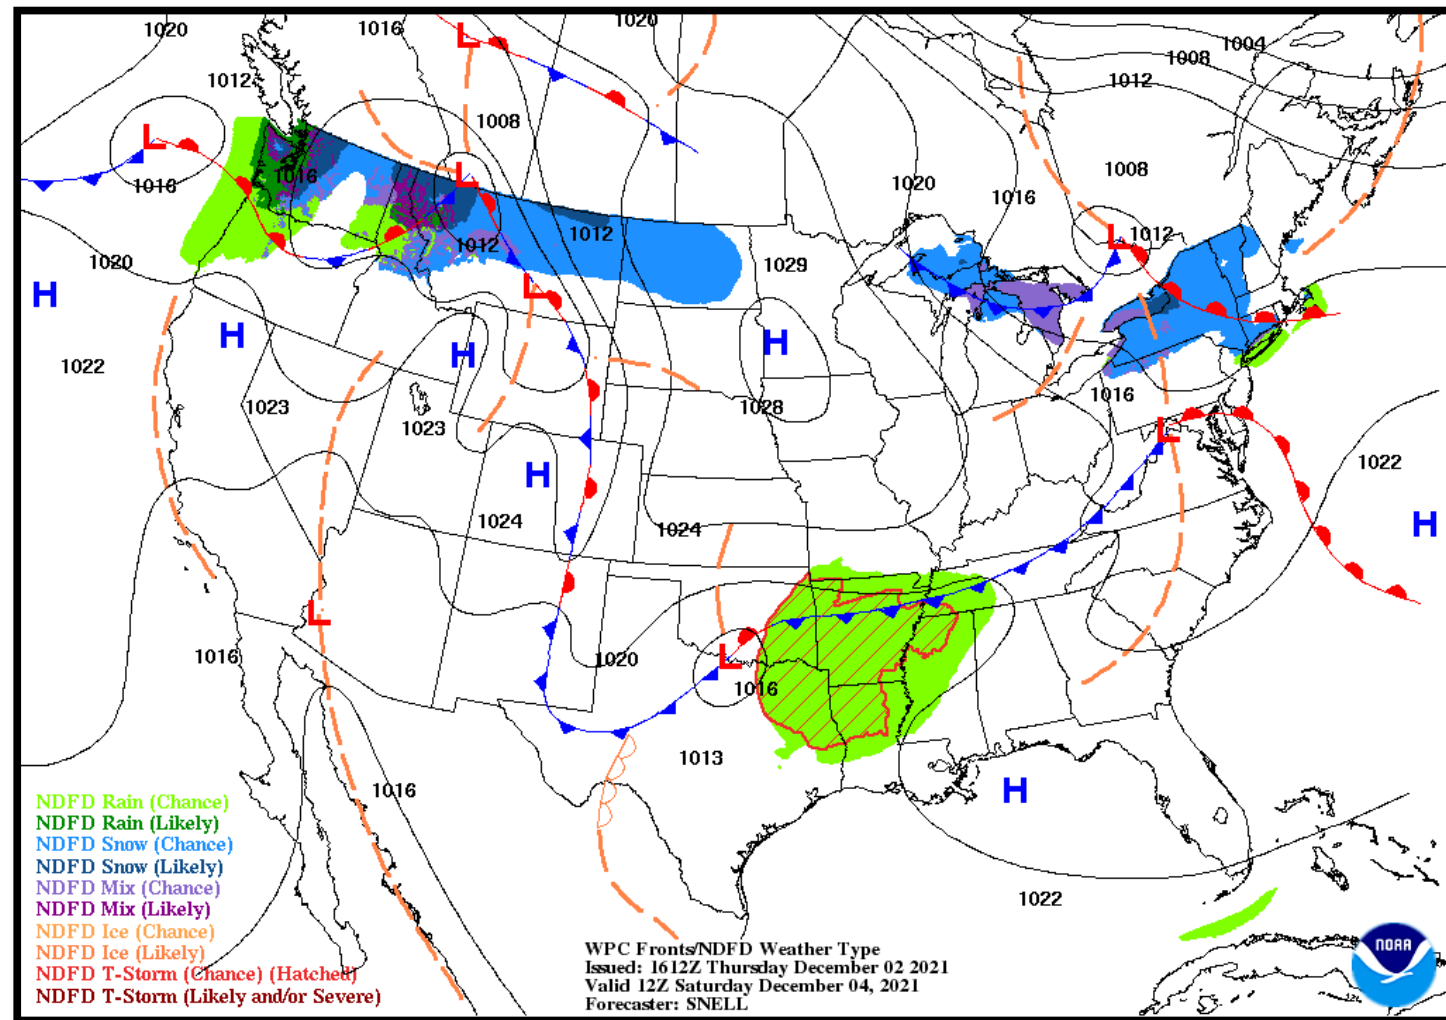 1020
1016
1020
1004
1008
1012
1012
L
L
1008
1008
L
1016
1016
L
1020
1016
L
1012
1012
1012
1020
1029
H
L
H
H
H
1022
1016
1023
1028
1023
L
H
1022
1024
1024
H
L
1016
L
1020
1016
1013
H
1016
1022
NDFD Rain (Chance)
NDFD Rain (Likely)
NDFD Snow (Chance)
NDFD Snow (Likely)
NDFD Mix (Chance)
NDFD Mix (Likely)
NDFD Ice (Chance)
NDFD Ice (Likely)
NDFD T-Storm (Chance) (Hatched)
NDFD T-Storm (Likely and/or Severe)
WPC Fronts/NDFD Weather Type
Issued: 1612Z Thursday December 02 2021
Valid 12Z Saturday December 04, 2021
Forecaster: SNELL
NOAA